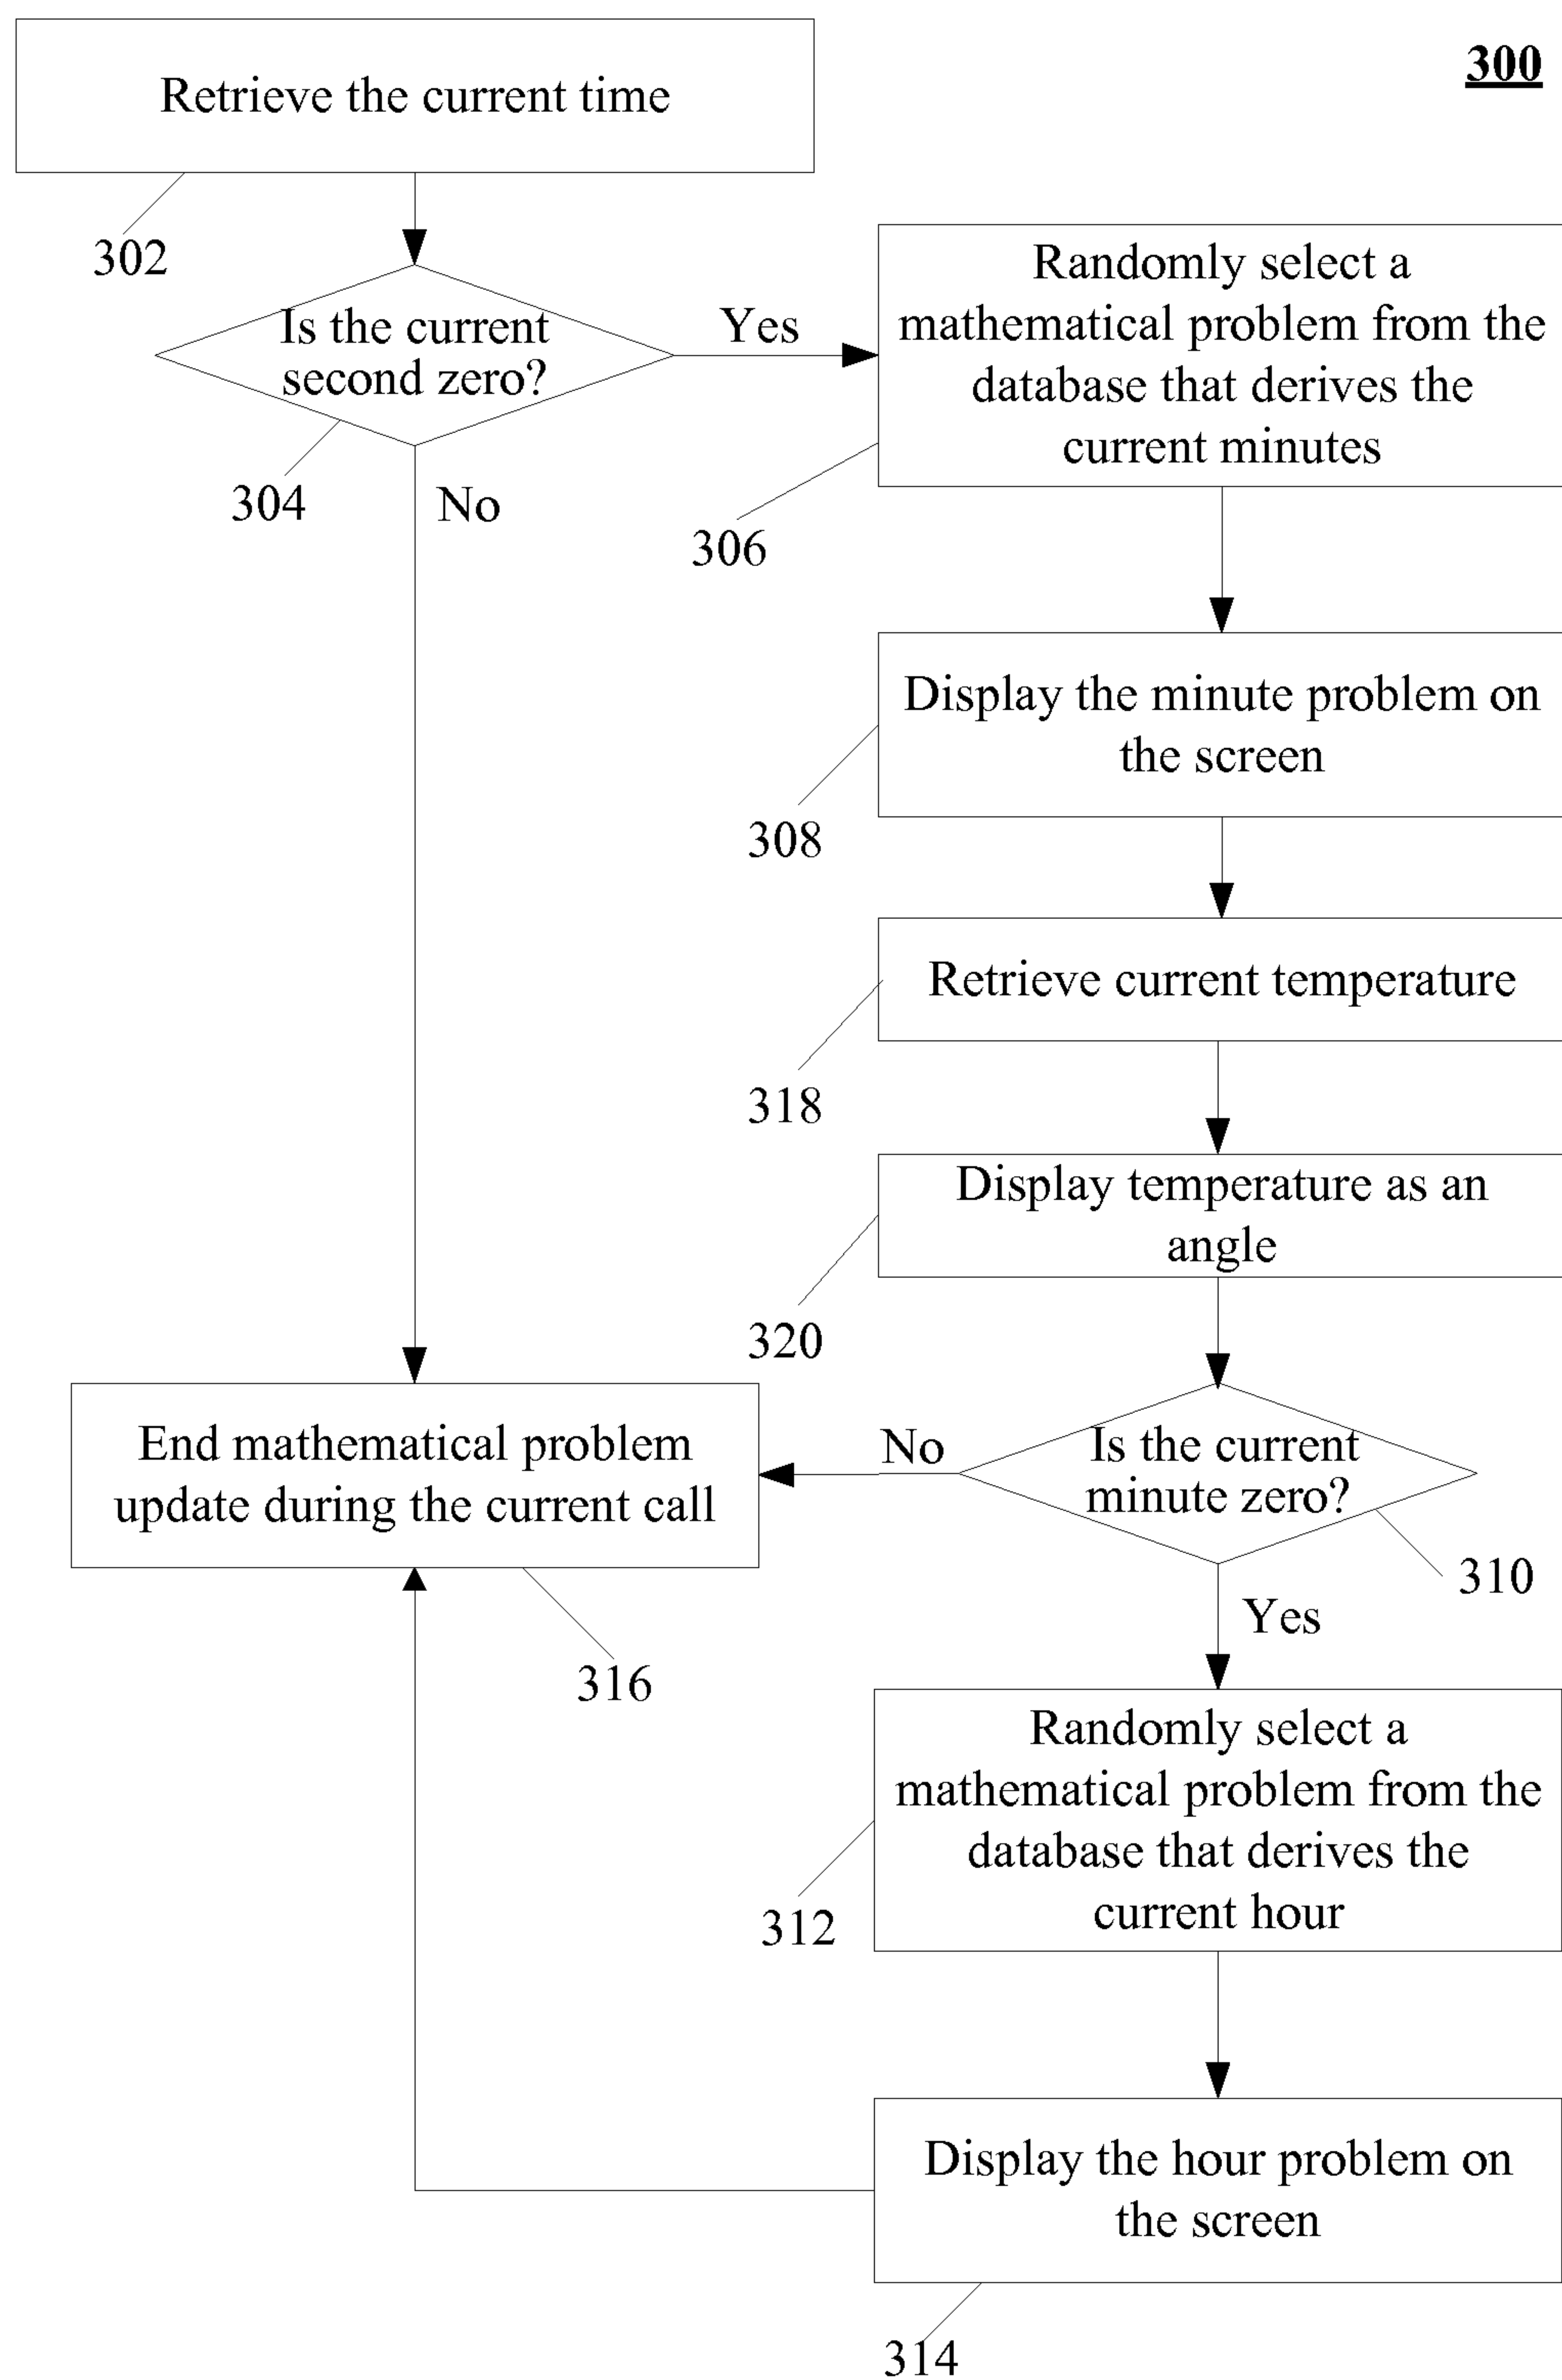 300
Retrieve the current time
302
Is the current
second zero?
304
Yes
No
Randomly select a
mathematical problem from the
database that derives the
current minutes
306
Display the minute problem on
the screen
308
Retrieve current temperature
318
Display temperature as an
angle
320
Is the current
minute zero?
310
No
Yes
End mathematical problem
update during the current call
316
Randomly select a
mathematical problem from the
database that derives the
current hour
312
Display the hour problem on
the screen
314